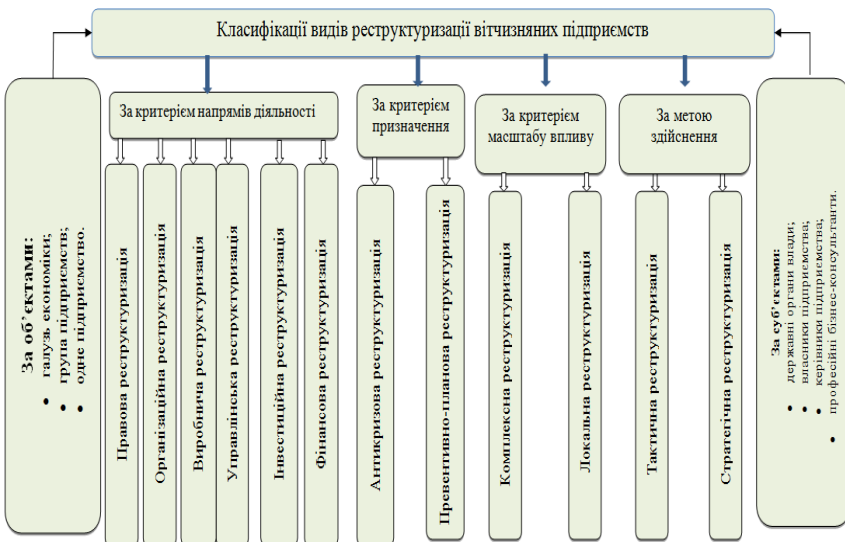 Класифікації видів реструктуризації вітчизняних підприємств
За об’єктами:
• галузь економіки;
• група підприємств;
• одне підприємство.
За критерієм напрямів діяльності
Правова реструктуризація
Організаційна реструктуризація
Виробнича реструктуризація
Управлінська реструктуризація
Інвестиційна реструктуризація
Фінансова реструктуризація
За критерієм
призначення
Антикризова реструктуризація
Превентивно-планова реструктуризація
За критерієм
масштабу впливу
Комплексна реструктуризація
Локальна реструктуризація
За метою
здійснення
Тактична реструктуризація
Стратегічна реструктуризація
За суб’єктами:
• державні органи влади;
• власники підприємства;
• керівники підприємства;
• професійні бізнес-консультанти.